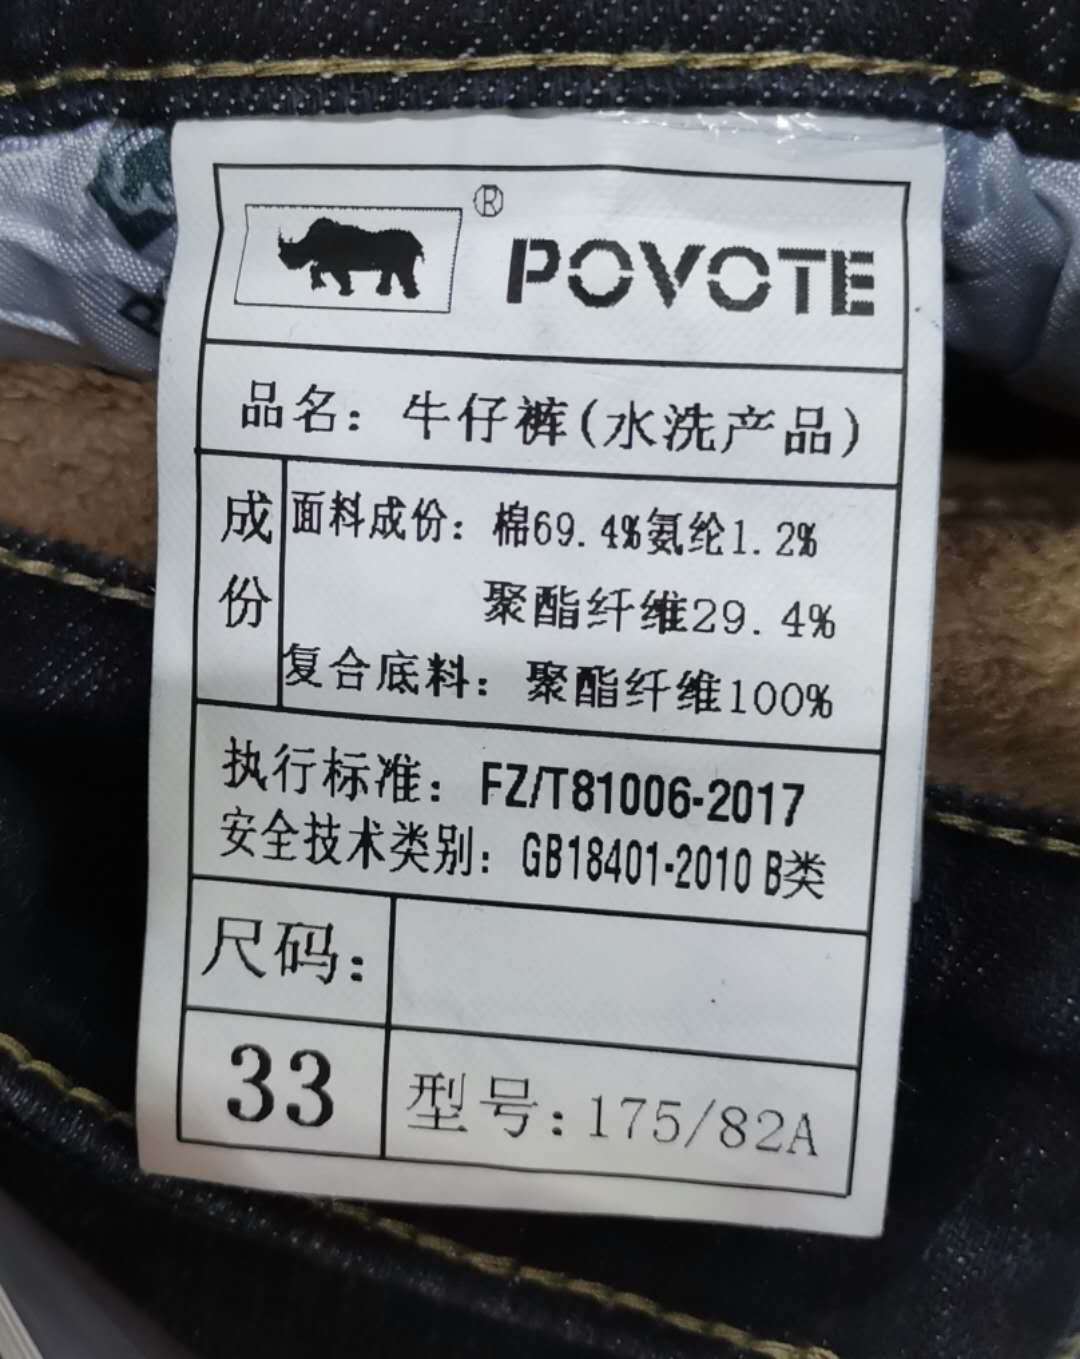 ®
POVOTE
品名：牛仔裤(水洗产品)
成份
面料成份：棉69.4%氨纶1.2%
聚酯纤维29.4%
复合底料：聚酯纤维100%
执行标准：FZ/T81006-2017
安全技术类别：GB18401-2010 B类
尺码：
33
型号：175/82A